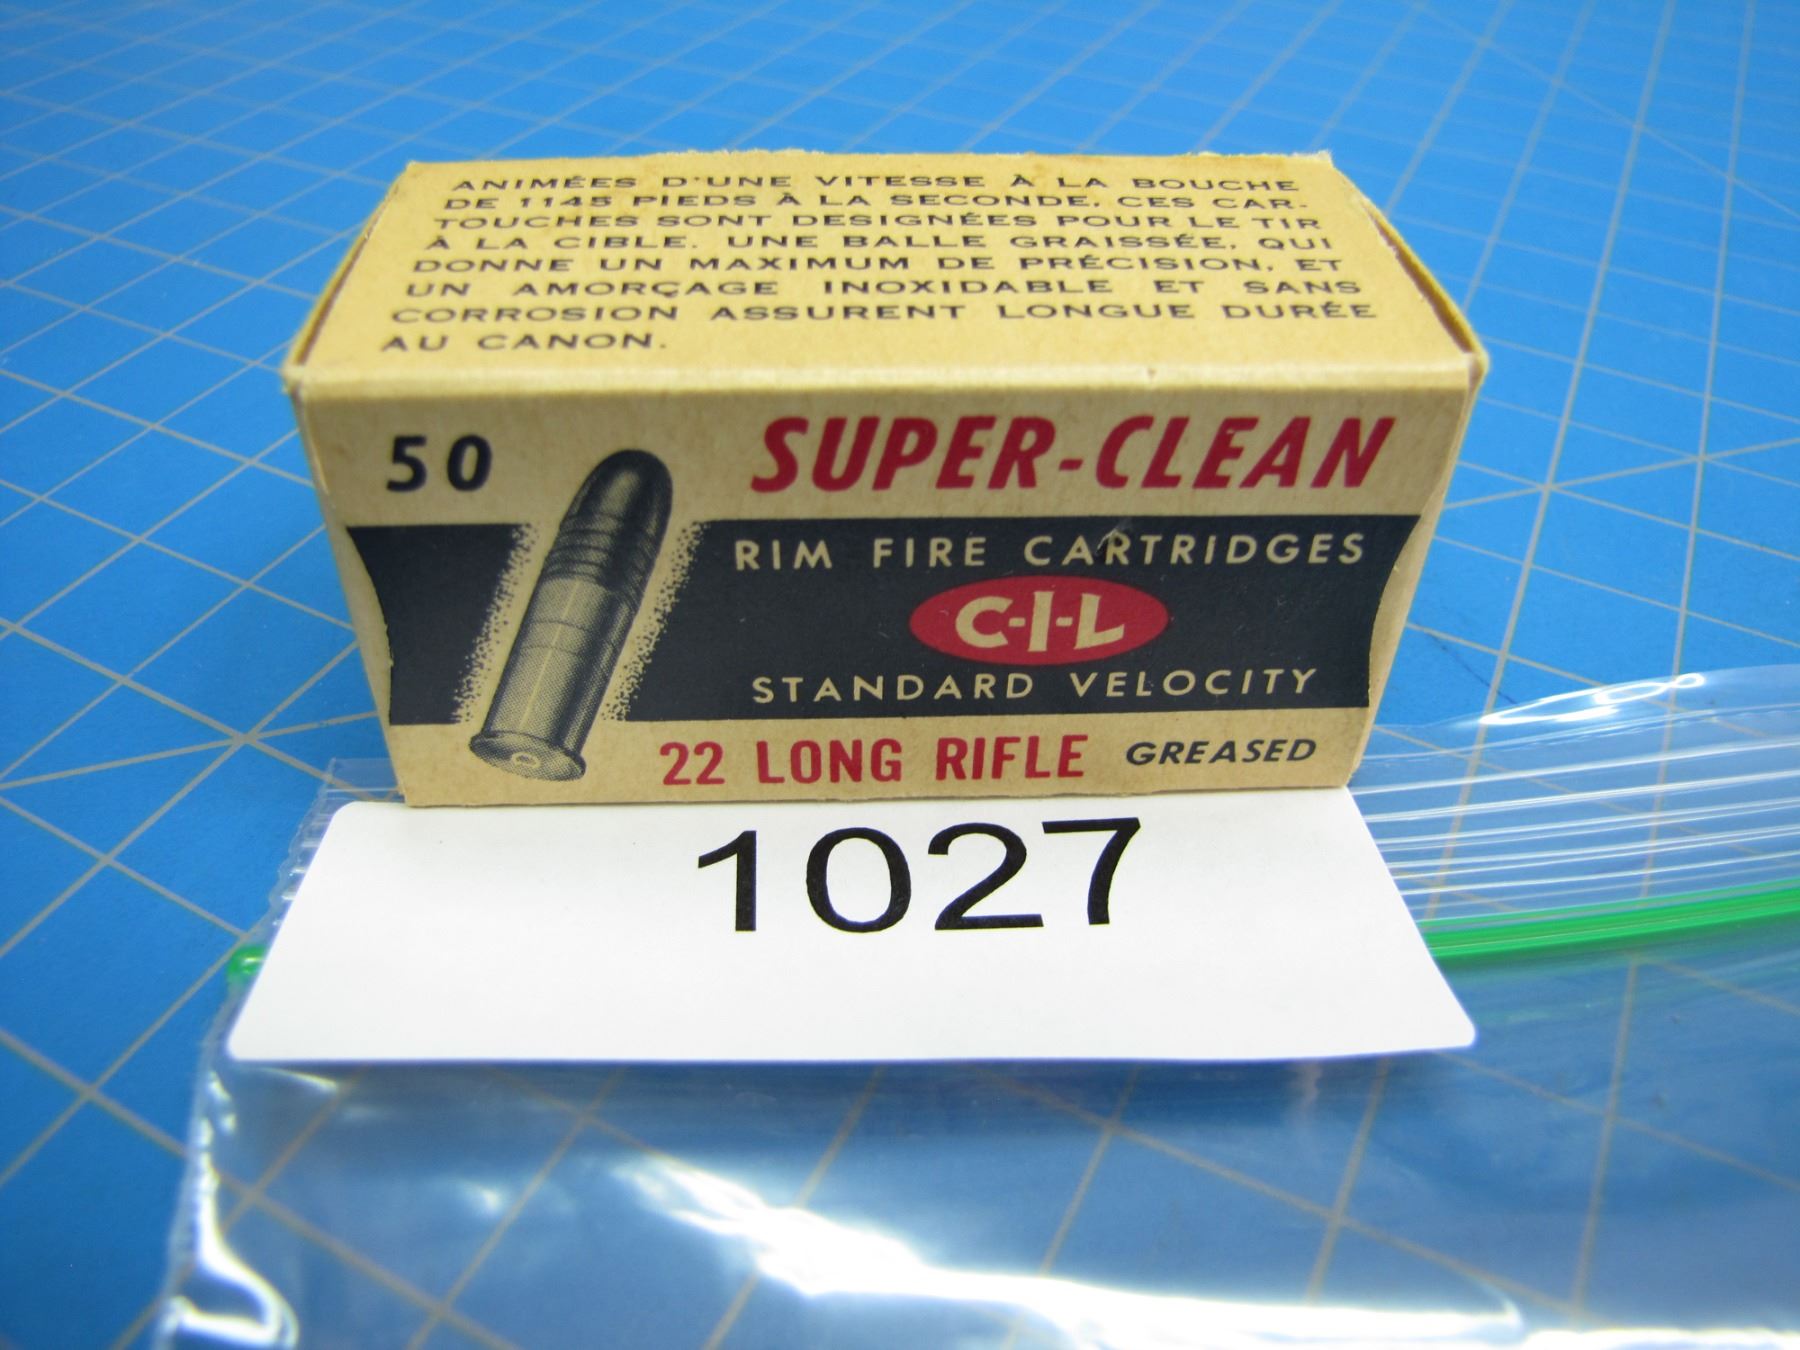 ANIMÉES D'UNE VITESSE À LA BOUCHE
DE 1145 PIEDS À LA SECONDE, CES CAR-
TOUCHES SONT DESIGNÉES POUR LE TIR
À LA CIBLE. UNE BALLE GRAISSÉE, QUI
DONNE UN MAXIMUM DE PRÉCISION, ET
UN AMORÇAGE INOXIDABLE ET SANS
CORROSION ASSURENT LONGUE DURÉE
AU CANON.
50
SUPER-CLEAN
RIM FIRE CARTRIDGES
C-I-L
STANDARD VELOCITY
22 LONG RIFLE GREASED
1027